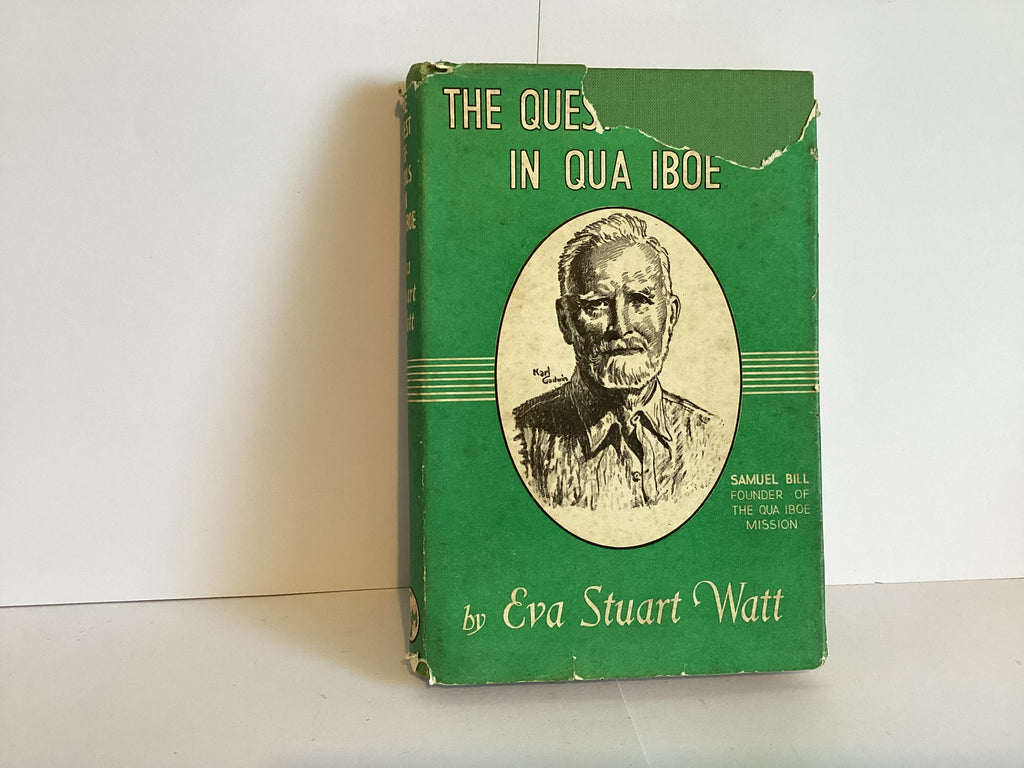 THE QUES
IN QUA IBOE
Karl
Godwin
SAMUEL BILL
FOUNDER OF
THE QUA IBOE
MISSION
by Eva Stuart Watt